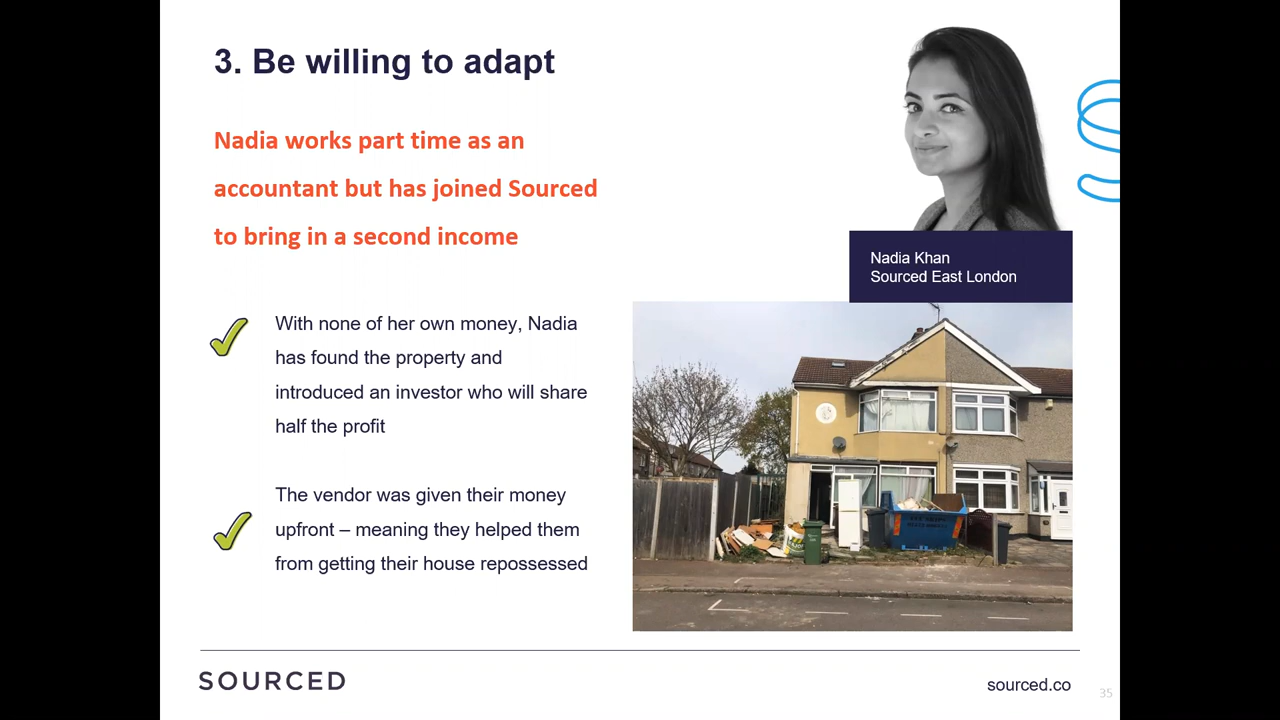 3. Be willing to adapt
Nadia works part time as an
accountant but has joined Sourced
to bring in a second income
Nadia Khan
Sourced East London
With none of her own money, Nadia
has found the property and
introduced an investor who will share
half the profit
The vendor was given their money
upfront – meaning they helped them
from getting their house repossessed
SOURCED
sourced.co
35